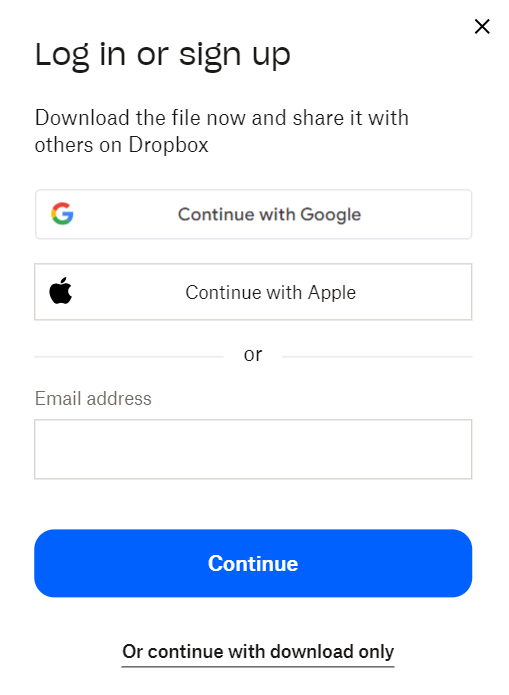 Log in or sign up
Download the file now and share it with
others on Dropbox
Continue with Google
Continue with Apple
or
Email address
Continue
Or continue with download only